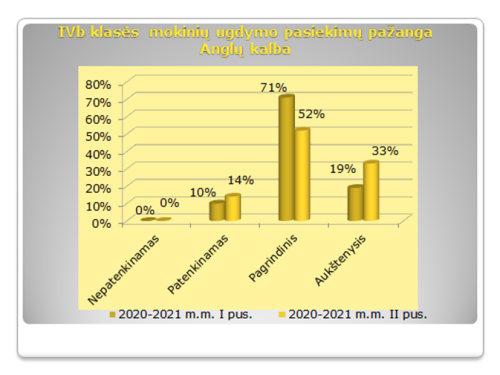 IVb klasės mokinių ugdymo pasiekimų pažanga
Anglų kalba
80%
70%
60%
50%
40%
30%
20%
10%
0%
0%
0%
10%
14%
71%
52%
19%
33%
Nepatenkinamas
Patenkinamas
Pagrindinis
Aukštenysis
2020-2021 m.m. I pus.
2020-2021 m.m. II pus.